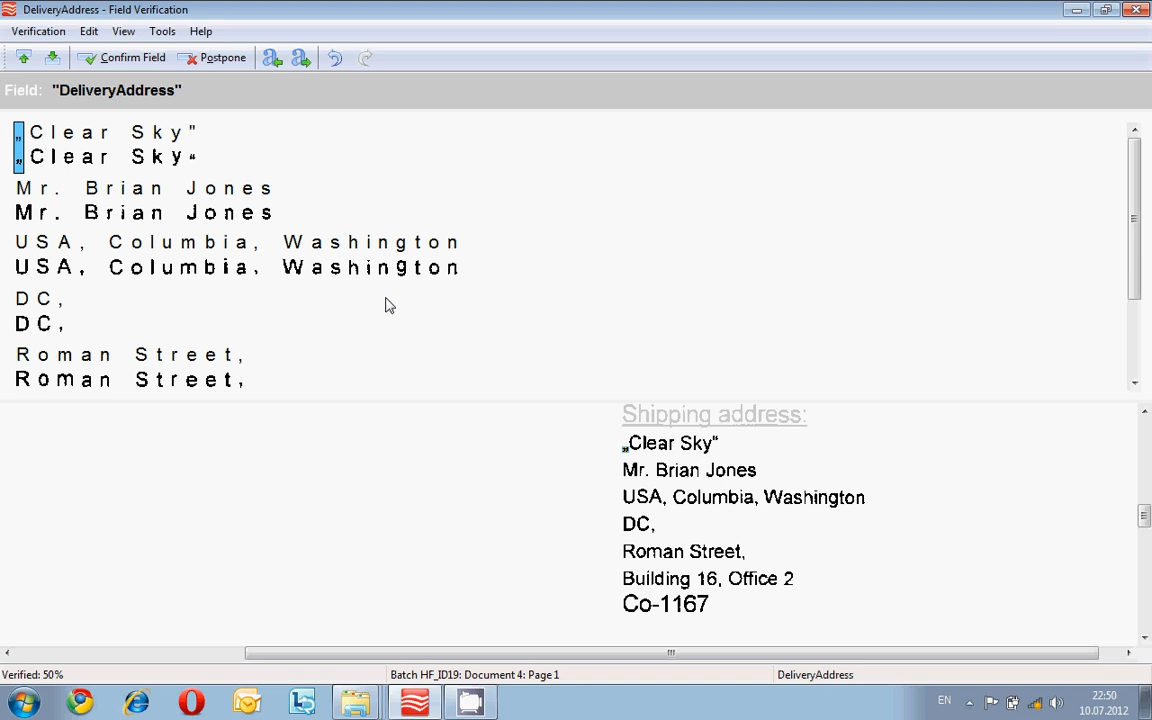 DeliveryAddress - Field Verification
Verification Edit View Tools Help
Confirm Field Postpone
Field: "DeliveryAddress"
„Clear Sky"
„Clear Sky“
Mr. Brian Jones
Mr. Brian Jones
USA, Columbia, Washington
USA, Columbia, Washington
DC,
DC,
Roman Street,
Roman Street,
Shipping address:
„Clear Sky“
Mr. Brian Jones
USA, Columbia, Washington
DC,
Roman Street,
Building 16, Office 2
Co-1167
Verified: 50% Batch HF_ID19: Document 4: Page 1 DeliveryAddress
EN 22:50
10.07.2012